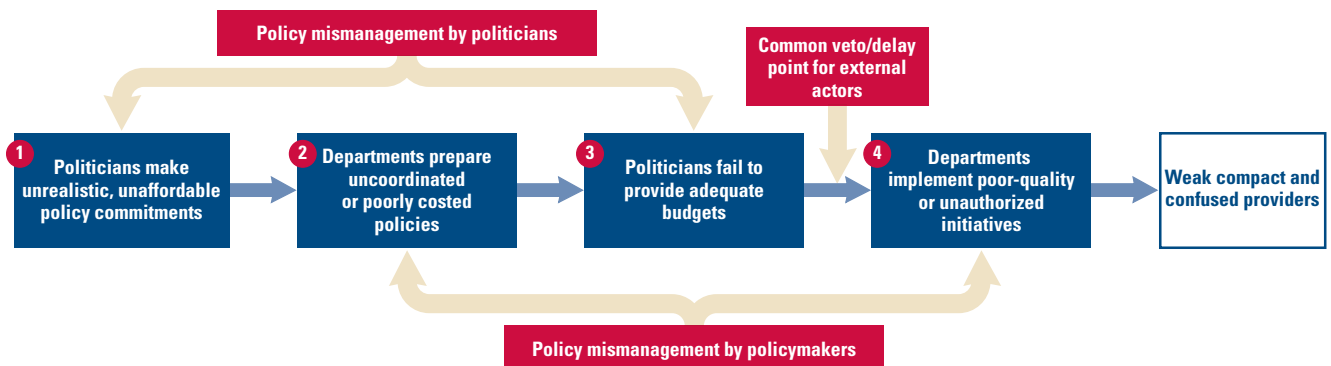 Policy mismanagement by politicians
Common veto/delay
point for external
actors
1
Politicians make
unrealistic, unaffordable
policy commitments
2
Departments prepare
uncoordinated
or poorly costed
policies
3
Politicians fail to
provide adequate
budgets
4
Departments
implement poor-quality
or unauthorized
initiatives
Weak compact and
confused providers
Policy mismanagement by policymakers